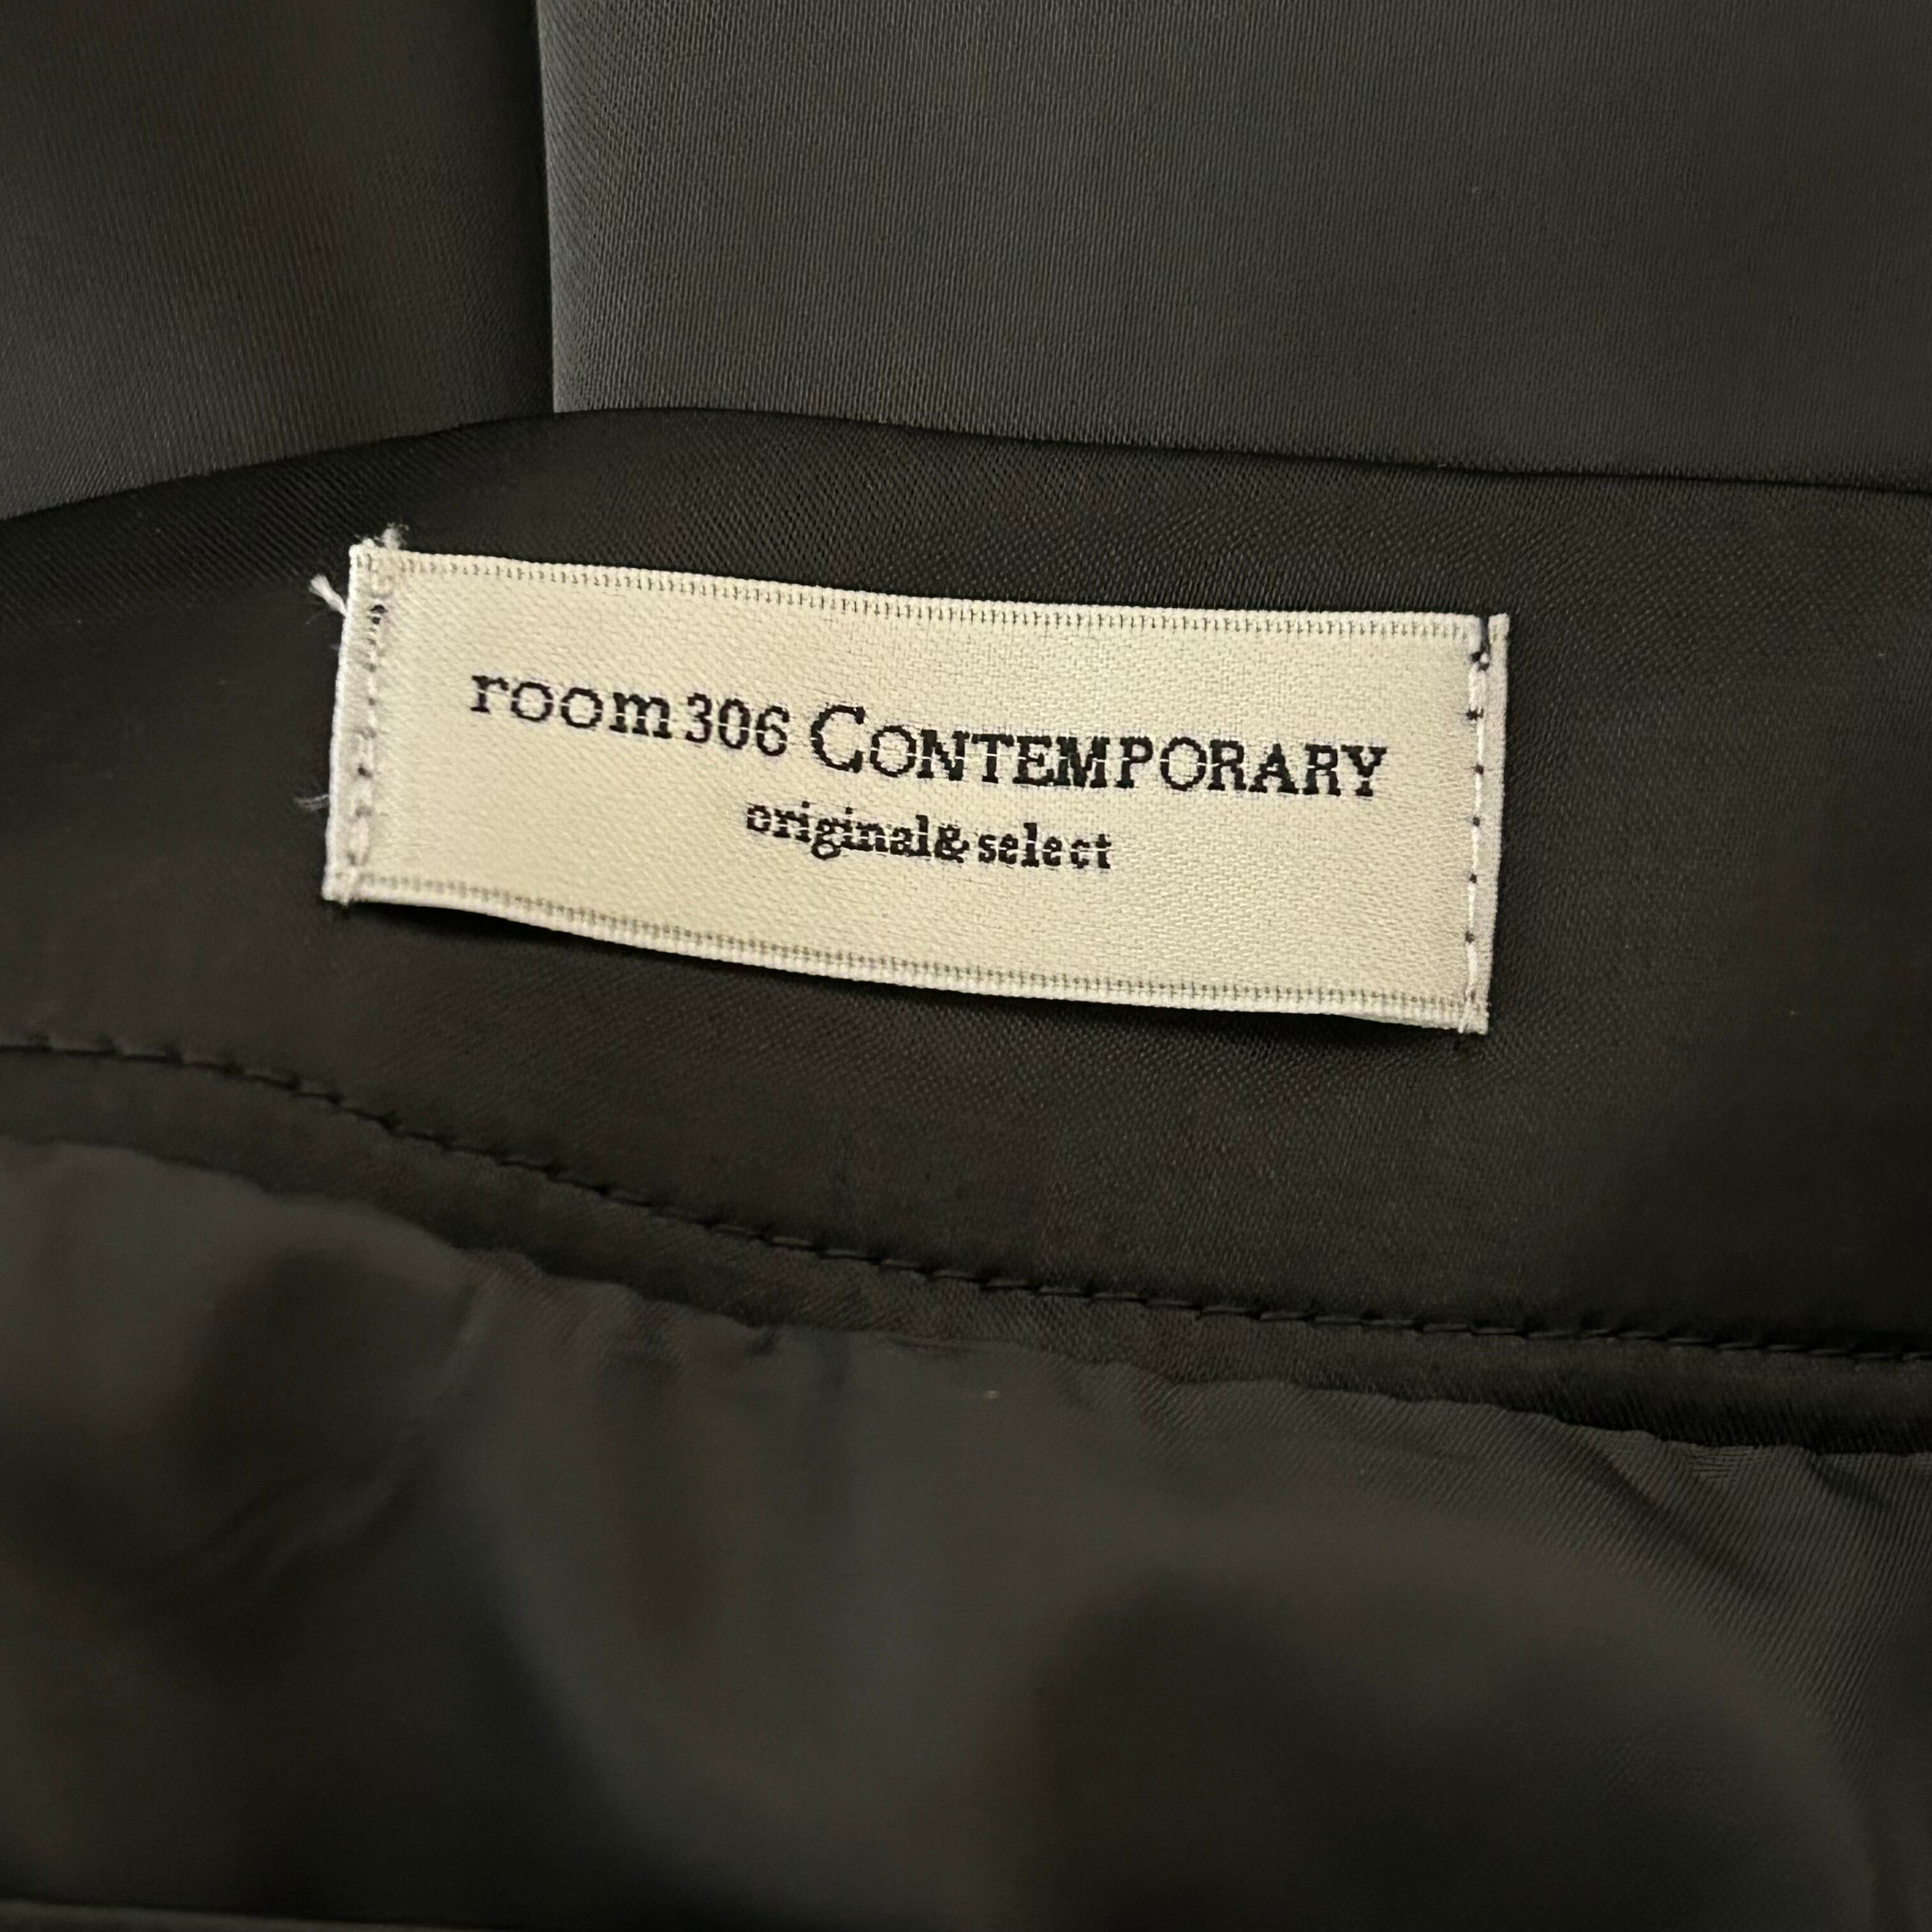 room306 CONTEMPORARY
original & select